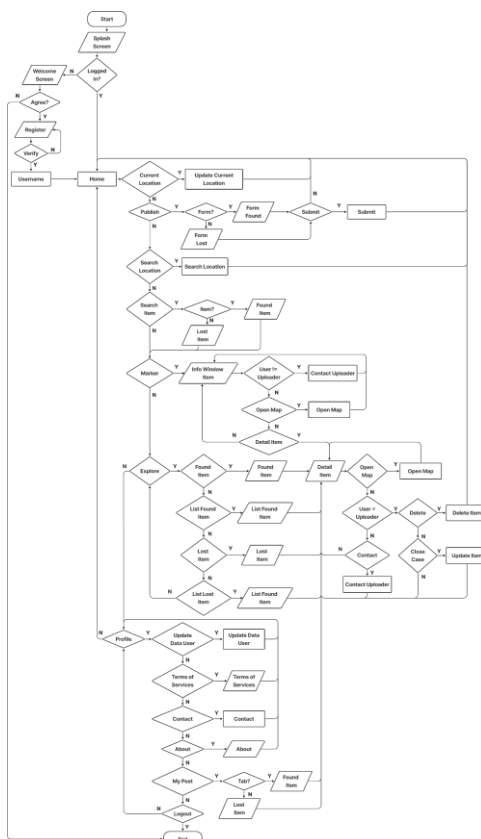 Start
Splash
Screen
Welcome
Screen
N
Logged
in?
Y
N
Agree?
Y
Register
N
Verify
Y
Username
Home
Current
Location
Y
Update Current
Location
N
N
Publish
Y
Form?
Y
Form
Found
Submit
Y
Submit
N
N
Form
Lost
Search
Location
Y
Search Location
N
Search
Item
Y
Item?
Y
Found
Item
N
N
Lost
Item
Marker
Y
Info Window
Item
User !=
Uploader
Y
Contact Uploader
N
Open Map
Y
Open Map
N
N
N
Detail Item
Y
N
Explore
Y
Found
Item
Y
Found
Item
Detail
Item
Open
Map
Y
Open Map
N
N
List Found
Item
Y
List Found
Item
User =
Uploader
Y
Delete
Y
Delete Item
N
N
N
Lost
Item
Y
Lost
Item
N
Contact
Close
Case
Y
Update Item
N
Y
N
Contact Uploader
N
List Lost
Item
Y
List Found
Item
N
Profile
Y
Update
Data User
Y
Update Data
User
N
Terms of
Services
Y
Terms of
Services
N
Contact
Y
Contact
N
About
Y
About
N
My Post
Y
Tab?
Y
Found
Item
N
N
Lost
Item
N
Logout
Y